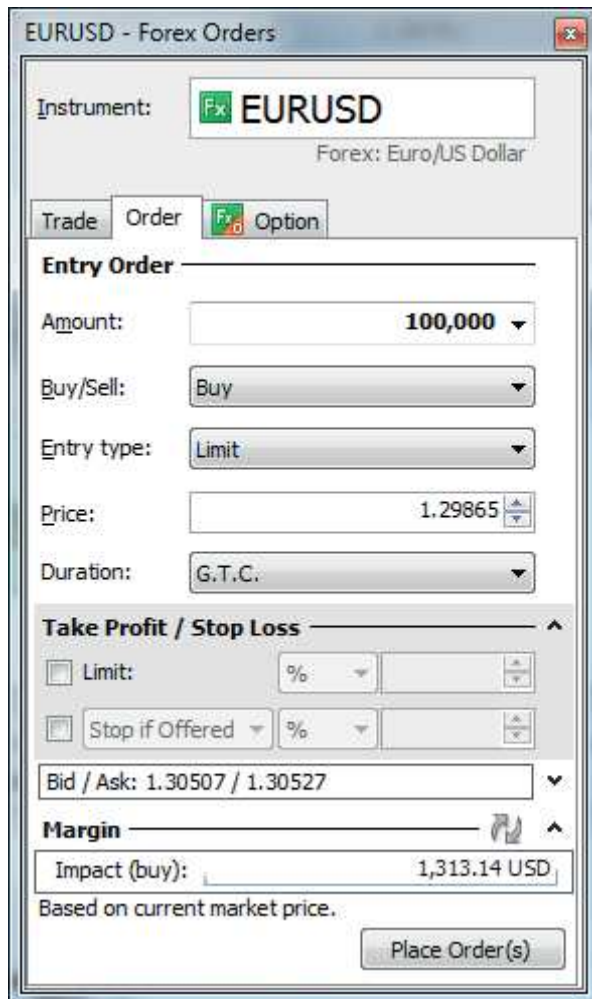 EURUSD - Forex Orders
Instrument: Fx EURUSD
Forex: Euro/US Dollar
Trade Order Fxo Option
Entry Order
Amount: 100,000
Buy/Sell: Buy
Entry type: Limit
Price: 1.29865
Duration: G.T.C.
Take Profit / Stop Loss
Limit: %
Stop if Offered %
Bid / Ask: 1.30507 / 1.30527
Margin
Impact (buy): 1,313.14 USD
Based on current market price.
Place Order(s)